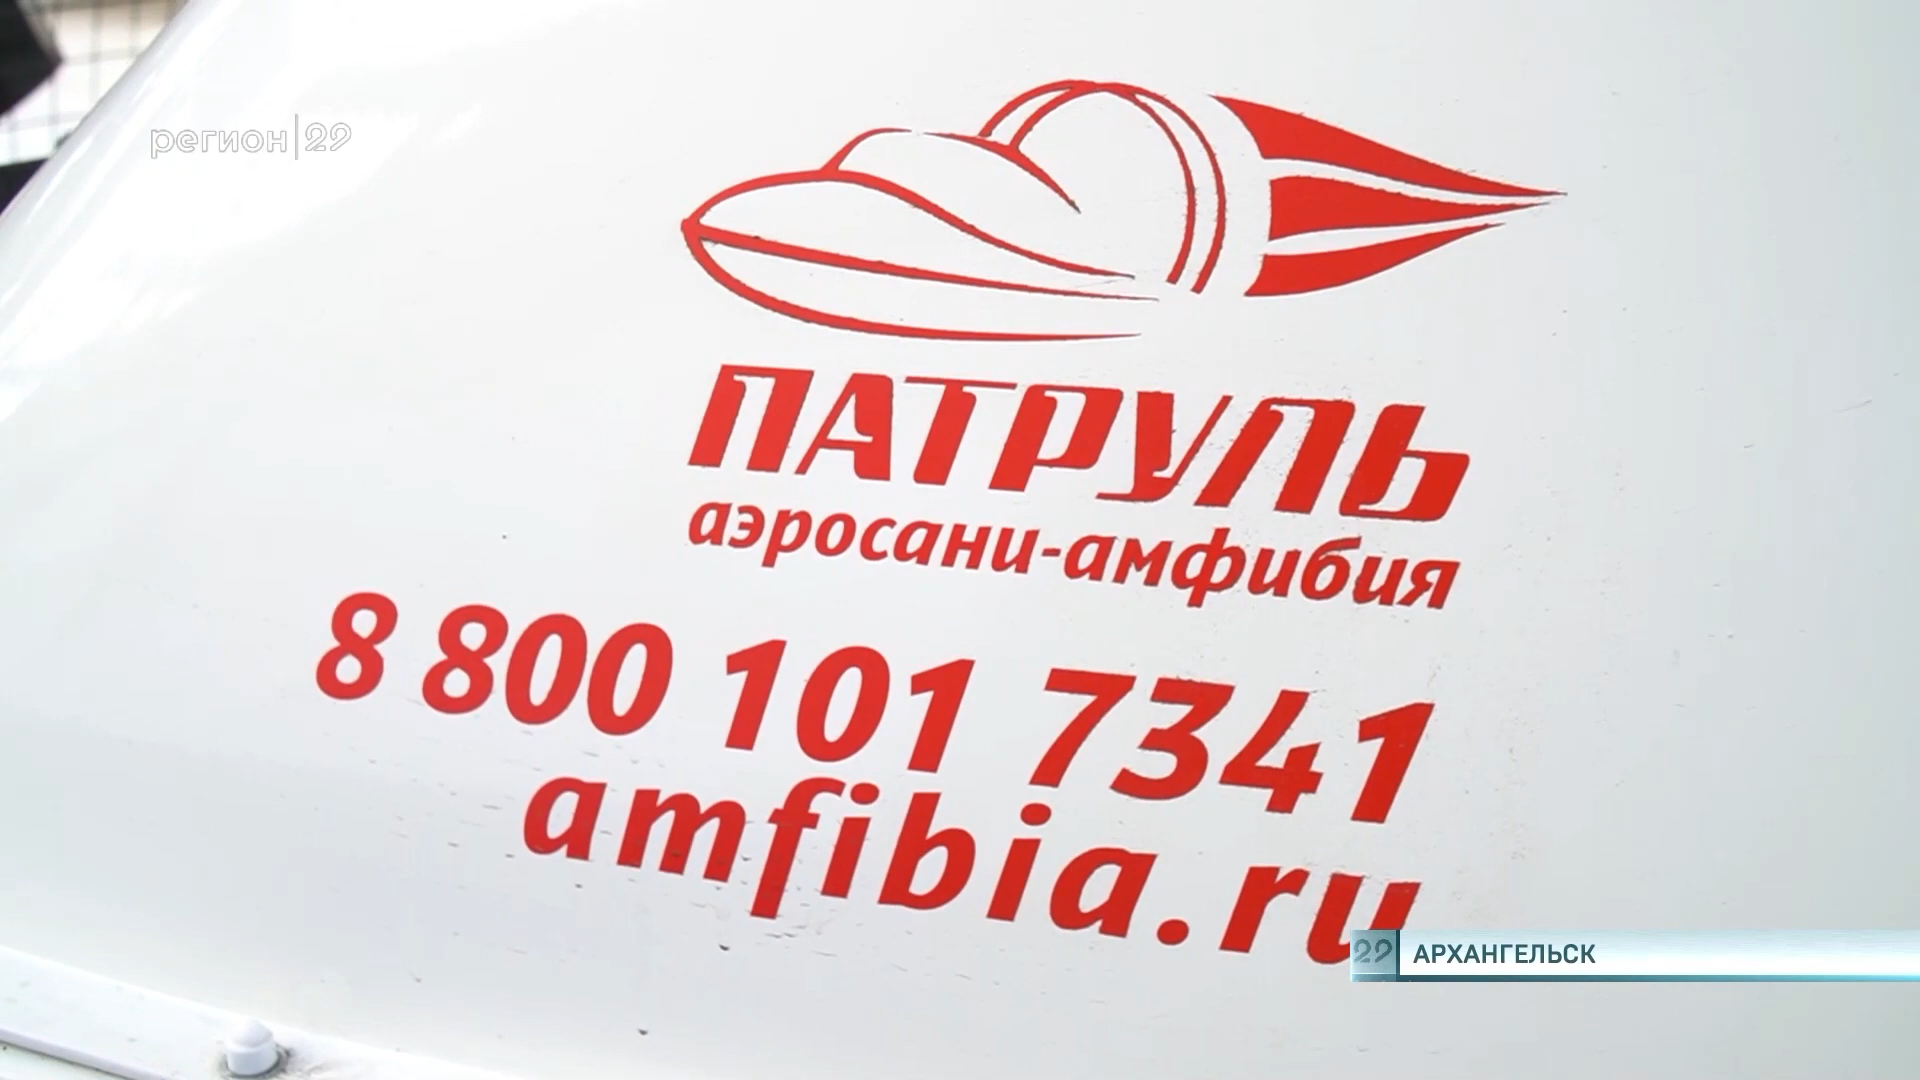 регион|29
ПАТРУЛЬ
аэросани-амфибия
8 800 101 7341
amfibia.ru
29 АРХАНГЕЛЬСК